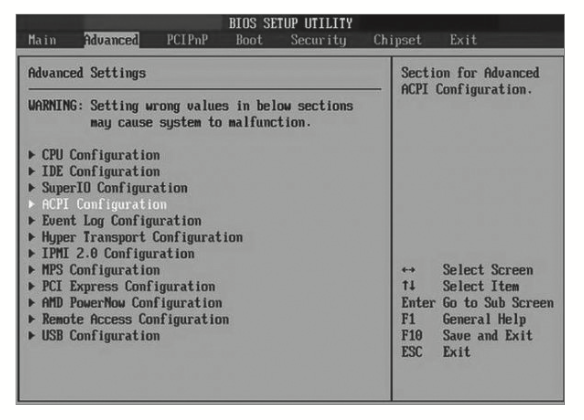 BIOS SETUP UTILITY
Main Advanced PCIPnP Boot Security Chipset Exit
Advanced Settings
WARNING: Setting wrong values in below sections
may cause system to malfunction.
▶ CPU Configuration
▶ IDE Configuration
▶ SuperIO Configuration
▶ ACPI Configuration
▶ Event Log Configuration
▶ Hyper Transport Configuration
▶ IPMI 2.0 Configuration
▶ MPS Configuration
▶ PCI Express Configuration
▶ AMD PowerNow Configuration
▶ Remote Access Configuration
▶ USB Configuration
Section for Advanced
ACPI Configuration.
↔ Select Screen
↑↓ Select Item
Enter Go to Sub Screen
F1 General Help
F10 Save and Exit
ESC Exit